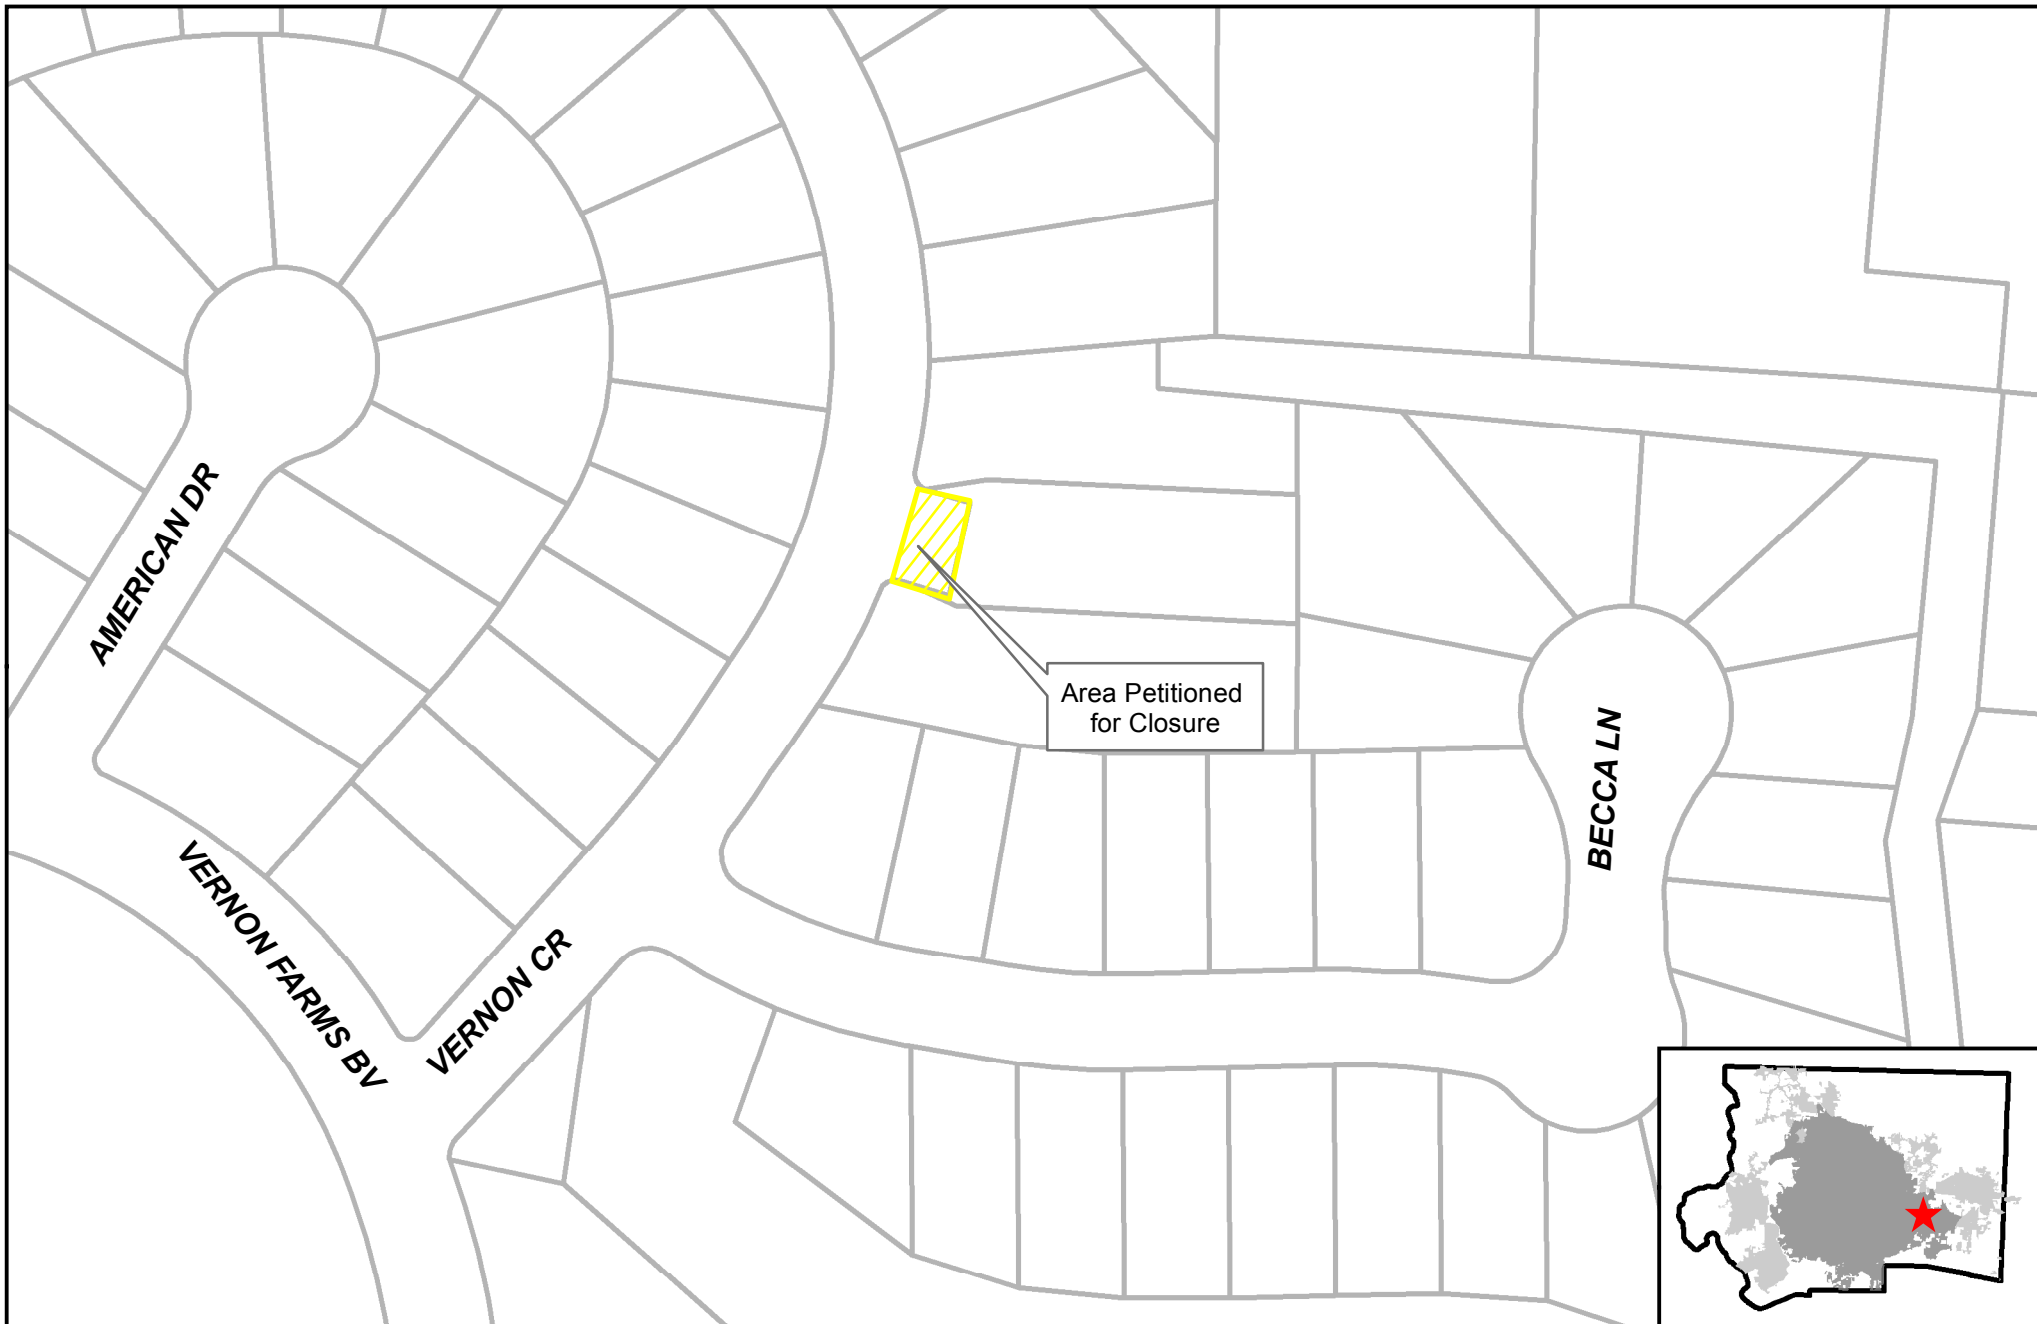 AMERICAN DR
Area Petitioned
for Closure
BECCA LN
VERNON FARMS BV
VERNON CR